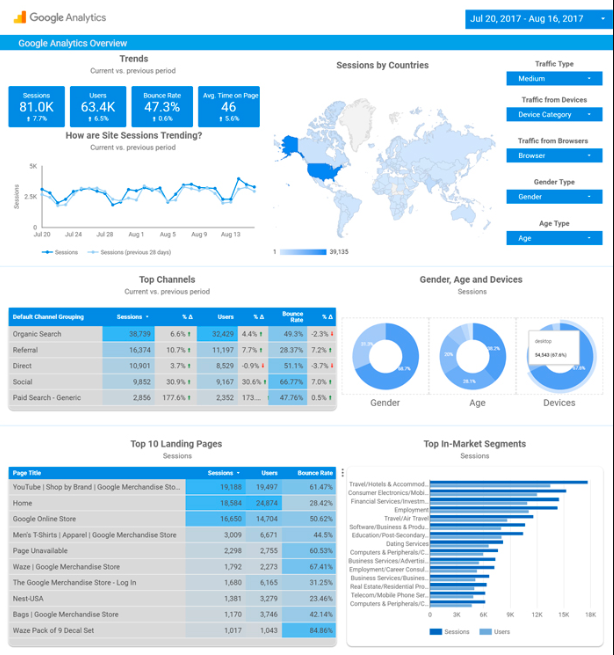 Google Analytics
Jul 20, 2017 - Aug 16, 2017
Google Analytics Overview
Trends
Current vs. previous period
Sessions
81.0K
7.7%
Users
63.4K
6.5%
Bounce Rate
47.3%
0.6%
Avg. Time on Page
46
5.6%
How are Site Sessions Trending?
Current vs. previous period
Sessions
5K
2.5K
0
Jul 20 Jul 24 Jul 28 Aug 1 Aug 5 Aug 9 Aug 13
Sessions Sessions (previous 28 days)
Sessions by Countries
1 39,135
Traffic Type
Medium
Traffic from Devices
Device Category
Traffic from Browsers
Browser
Gender Type
Gender
Age Type
Age
Top Channels
Current vs. previous period
Default Channel Grouping Sessions % Δ Users % Δ Bounce Rate % Δ
Organic Search 38,739 6.6% 32,429 4.4% 49.3% -2.3%
Referral 16,374 10.7% 11,197 7.7% 28.37% 7.2%
Direct 10,901 3.7% 8,529 -0.9% 51.1% -3.7%
Social 9,852 30.9% 9,167 30.6% 66.77% 7.0%
Paid Search - Generic 2,856 177.6% 2,352 173... 47.76% 0.5%
Gender, Age and Devices
Sessions
desktop
54,543 (67.6%)
Gender
Age
Devices
Top 10 Landing Pages
Sessions
Page Title Sessions Users Bounce Rate
YouTube | Shop by Brand | Google Merchandise Sto... 19,188 19,497 61.47%
Home 18,584 24,874 28.42%
Google Online Store 16,650 14,704 50.62%
Men's T-Shirts | Apparel | Google Merchandise Sto... 3,009 6,671 44.5%
Page Unavailable 2,298 2,755 60.53%
Waze | Google Merchandise Store 1,792 2,273 67.41%
The Google Merchandise Store - Log In 1,680 6,165 31.25%
Nest-USA 1,381 3,279 23.46%
Bags | Google Merchandise Store 1,170 3,746 42.14%
Waze Pack of 9 Decal Set 1,017 1,043 84.86%
Top In-Market Segments
Sessions
Travel/Hotels & Accommod...
Consumer Electronics/Mobi...
Financial Services/Investm...
Employment
Travel/Air Travel
Software/Business & Produ...
Education/Post-Secondary...
Dating Services
Computers & Peripherals/C...
Business Services/Advertisi...
Employment/Career Consul...
Business Services/Busines...
Real Estate/Residential Pro...
Telecom/Mobile Phone Ser...
Computers & Peripherals/C...
0 3K 6K 9K 12K 15K 18K
Sessions Users